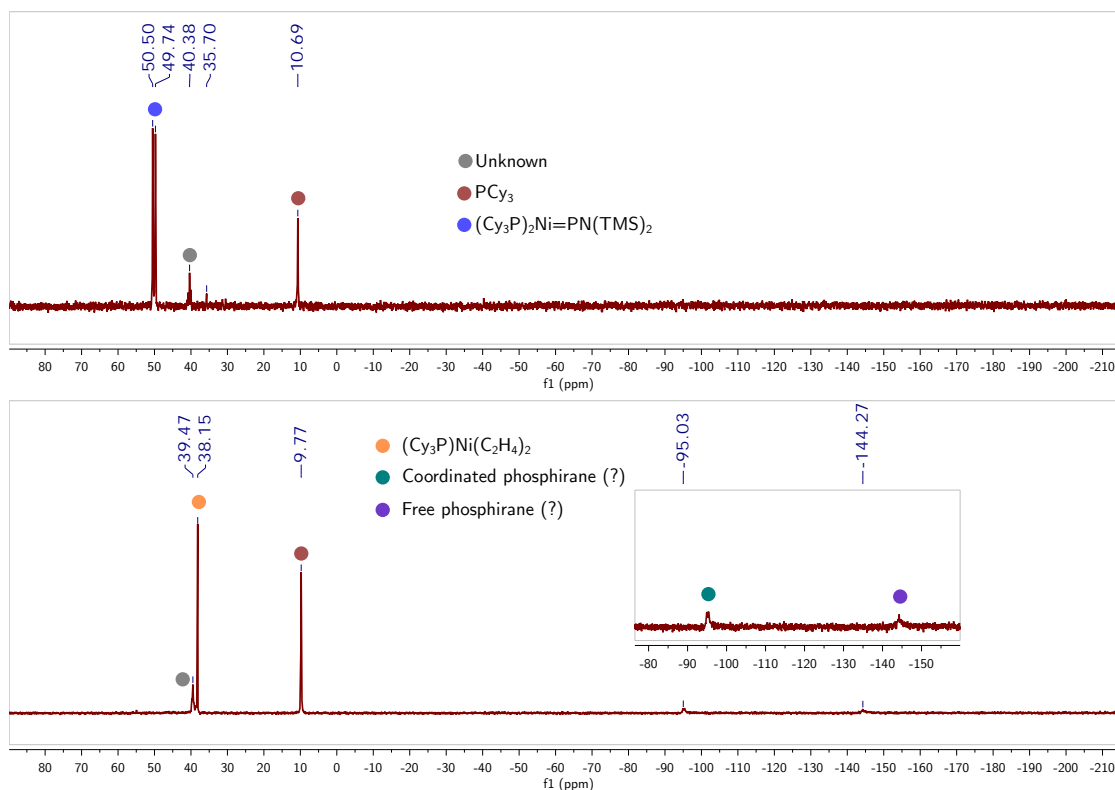 50.50
49.74
40.38
35.70
10.69
Unknown
PCy₃
(Cy₃P)₂Ni=PN(TMS)₂
80 70 60 50 40 30 20 10 0 -10 -20 -30 -40 -50 -60 -70 -80 -90 -100 -110 -120 -130 -140 -150 -160 -170 -180 -190 -200 -210
f1 (ppm)
39.47
38.15
9.77
-95.03
-144.27
(Cy₃P)Ni(C₂H₄)₂
Coordinated phosphirane (?)
Free phosphirane (?)
-80 -90 -100 -110 -120 -130 -140 -150
80 70 60 50 40 30 20 10 0 -10 -20 -30 -40 -50 -60 -70 -80 -90 -100 -110 -120 -130 -140 -150 -160 -170 -180 -190 -200 -210
f1 (ppm)